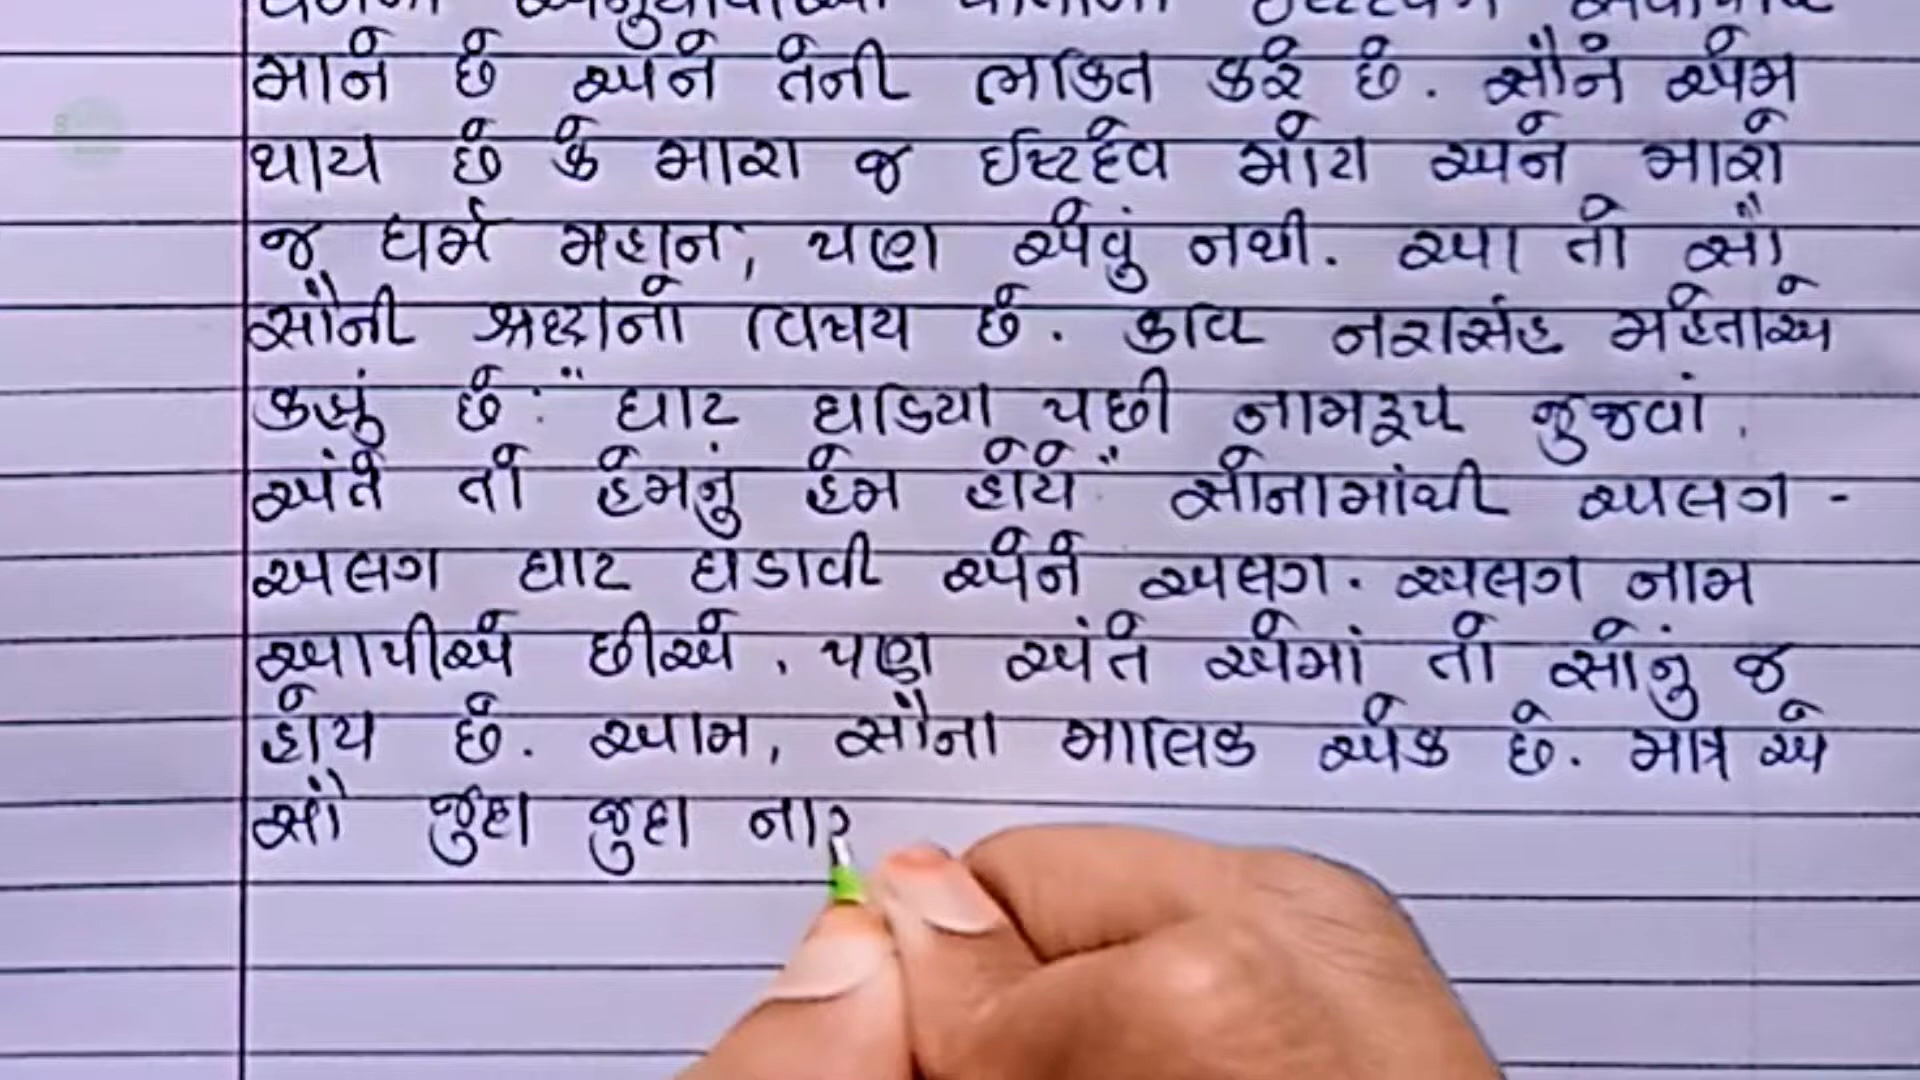 માને છે અને તેની ભકિત કરે છે. સૌને એમ
થાય છે કે મારા જ ઈષ્ટદેવ મોટા અને મારો
જ ધર્મ મહાન, પણ એવું નથી. આ તો સૌ
સૌની શ્રદ્ધાનો વિષય છે. કવિ નરસિંહ મહેતાએ
કહ્યું છે: "ઘાટ ઘડિયા પછી નામરૂપ જુજવાં,
અંતે તો હેમનું હેમ હોયે." સોનામાંથી અલગ -
અલગ ઘાટ ઘડાવી એને અલગ-અલગ નામ
આપીએ છીએ, પણ અંતે એમાં તો સોનું જ
હોય છે. આમ, સૌના માલિક એક છે. માત્ર એ
સૌ જુદા જુદા ના